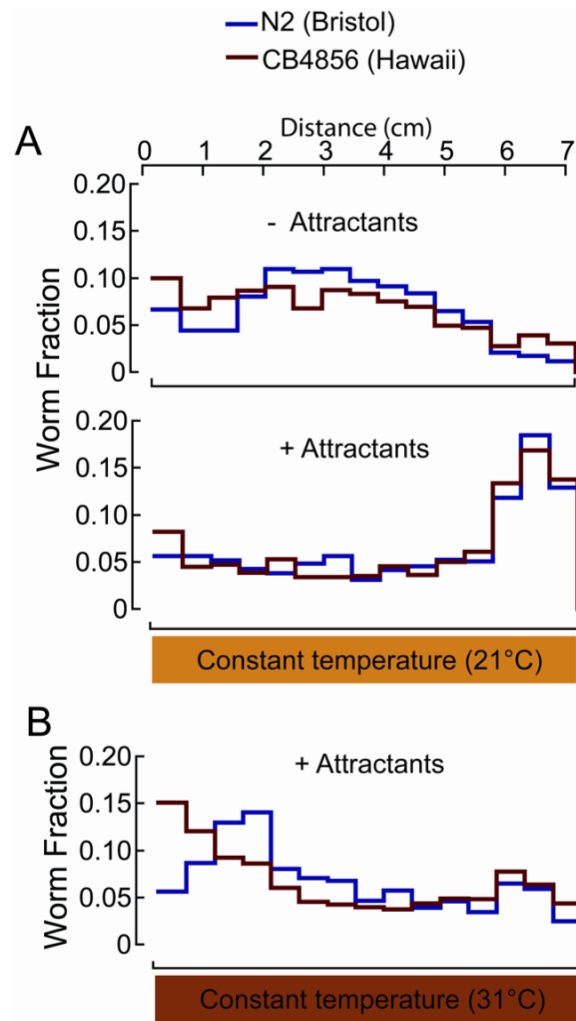 N2 (Bristol)
CB4856 (Hawaii)
A
Distance (cm)
0 1 2 3 4 5 6 7
- Attractants
0.20
0.15
0.10
0.05
0
Worm Fraction
+ Attractants
0.20
0.15
0.10
0.05
0
Constant temperature (21°C)
B
+ Attractants
0.20
0.15
0.10
0.05
0
Worm Fraction
Constant temperature (31°C)